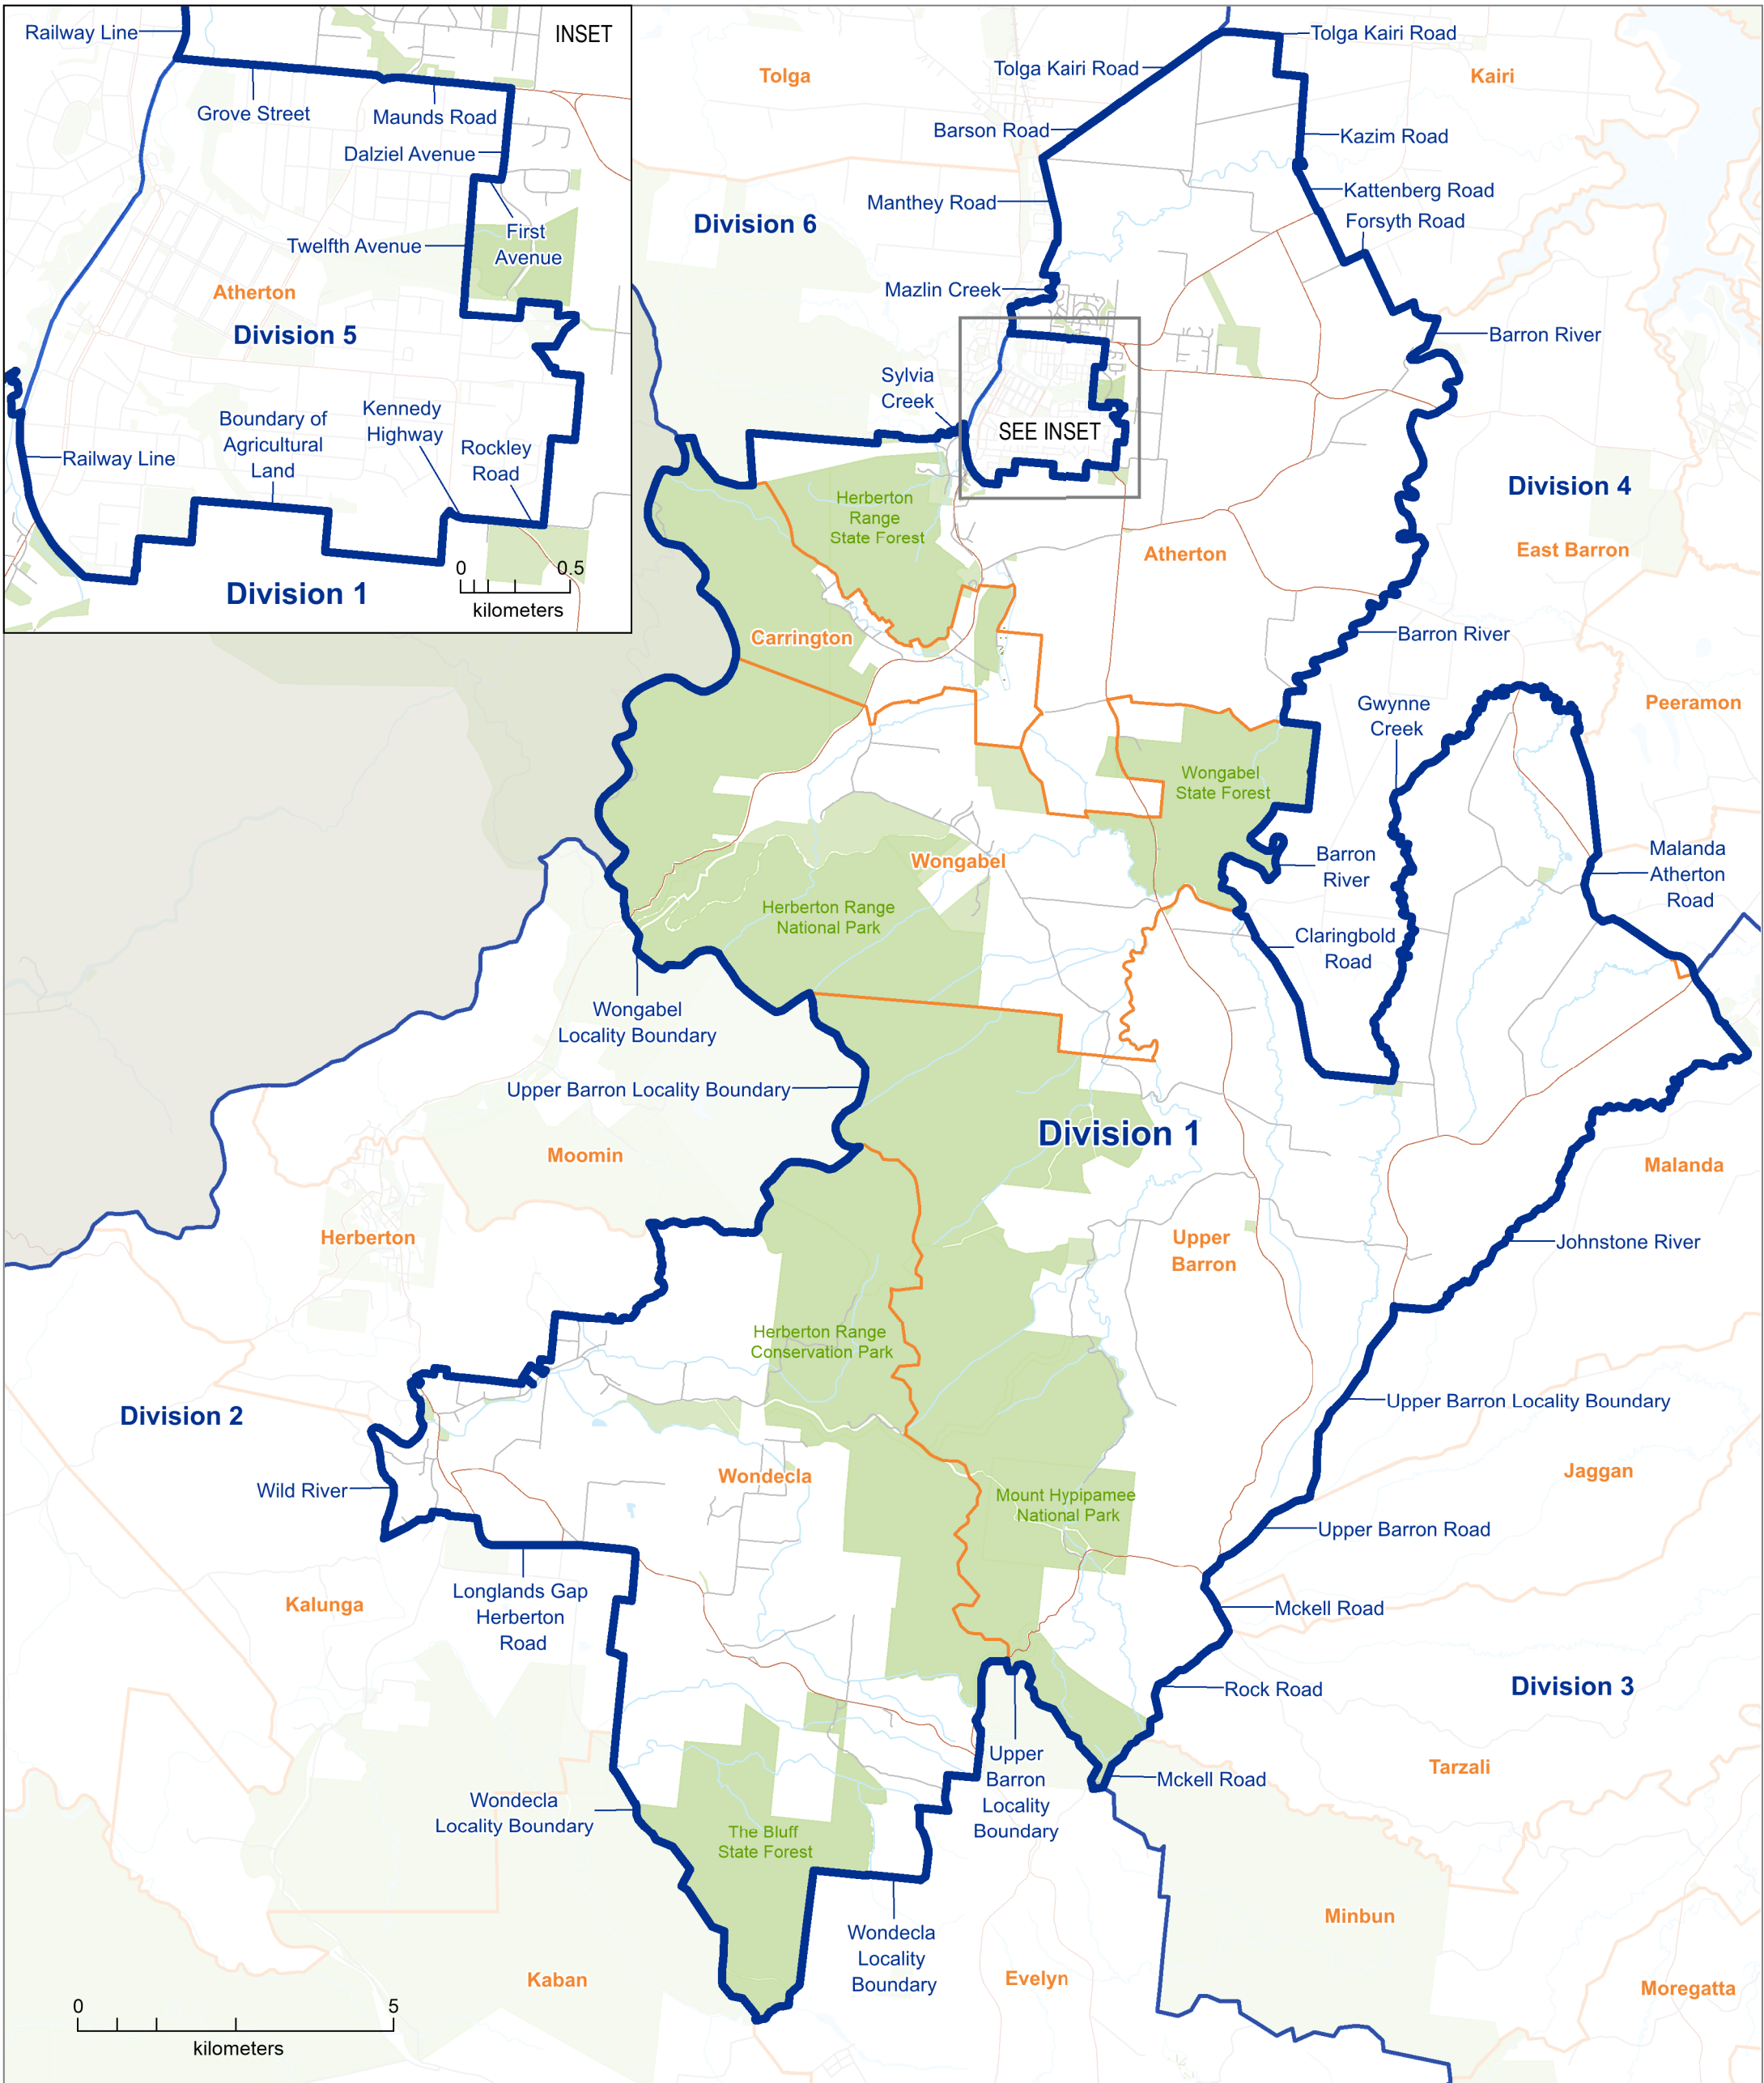 Railway Line
INSET
Grove Street
Maunds Road
Dalziel Avenue
Twelfth Avenue
First
Avenue
Atherton
Division 5
Boundary of
Agricultural
Land
Kennedy
Highway
Rockley
Road
Railway Line
Division 1
0
0.5
kilometers
Tolga
Tolga Kairi Road
Tolga Kairi Road
Kairi
Barson Road
Kazim Road
Manthey Road
Kattenberg Road
Division 6
Forsyth Road
Mazlin Creek
Barron River
Sylvia
Creek
SEE INSET
Herberton
Range
State Forest
Division 4
Atherton
East Barron
Carrington
Barron River
Gwynne
Creek
Peeramon
Wongabel
State Forest
Wongabel
Barron
River
Malanda
Atherton
Road
Herberton Range
National Park
Claringbold
Road
Wongabel
Locality Boundary
Upper Barron Locality Boundary
Division 1
Moomin
Malanda
Herberton
Upper
Barron
Johnstone River
Herberton Range
Conservation Park
Upper Barron Locality Boundary
Division 2
Wondecla
Jaggan
Wild River
Mount Hypipamee
National Park
Upper Barron Road
Kalunga
Longlands Gap
Herberton
Road
Mckell Road
Rock Road
Division 3
Upper
Barron
Locality
Boundary
Tarzali
Mckell Road
Wondecla
Locality Boundary
The Bluff
State Forest
Minbun
Wondecla
Locality
Boundary
Kaban
Evelyn
Moregatta
0
5
kilometers